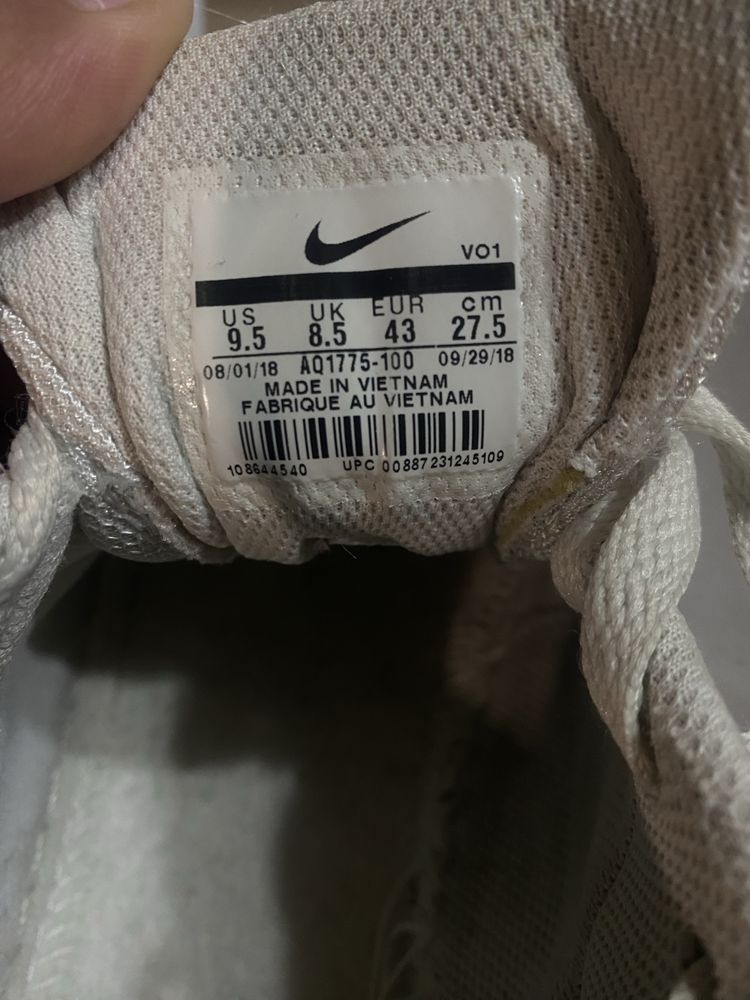 VO1
US UK EUR cm
9.5 8.5 43 27.5
08/01/18 AQ1775-100 09/29/18
MADE IN VIETNAM
FABRIQUE AU VIETNAM
108644540 UPC 00887231245109